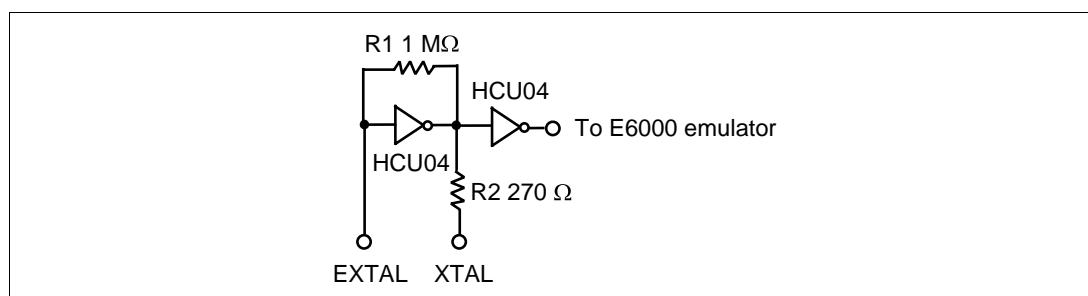 R1 1 MΩ
HCU04
To E6000 emulator
HCU04
R2 270 Ω
EXTAL XTAL